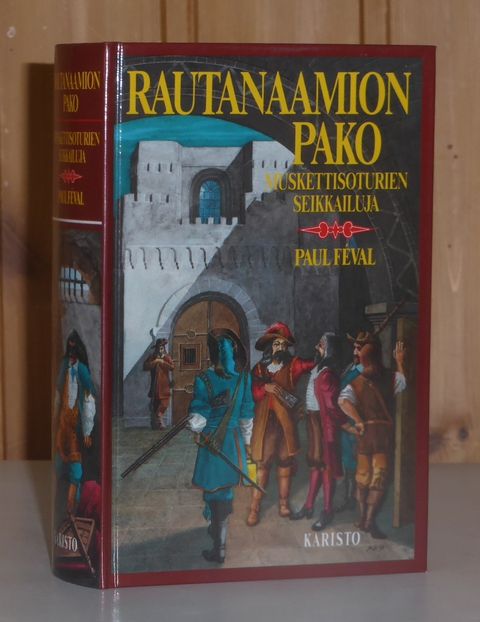 RAUTANAAMION
PAKO
MUSKETTISOTURIEN
SEIKKAILUJA
PAUL FÉVAL
KARISTO
RAUTANAAMION
PAKO
MUSKETTISOTURIEN
SEIKKAILUJA
PAUL FÉVAL
KARISTO